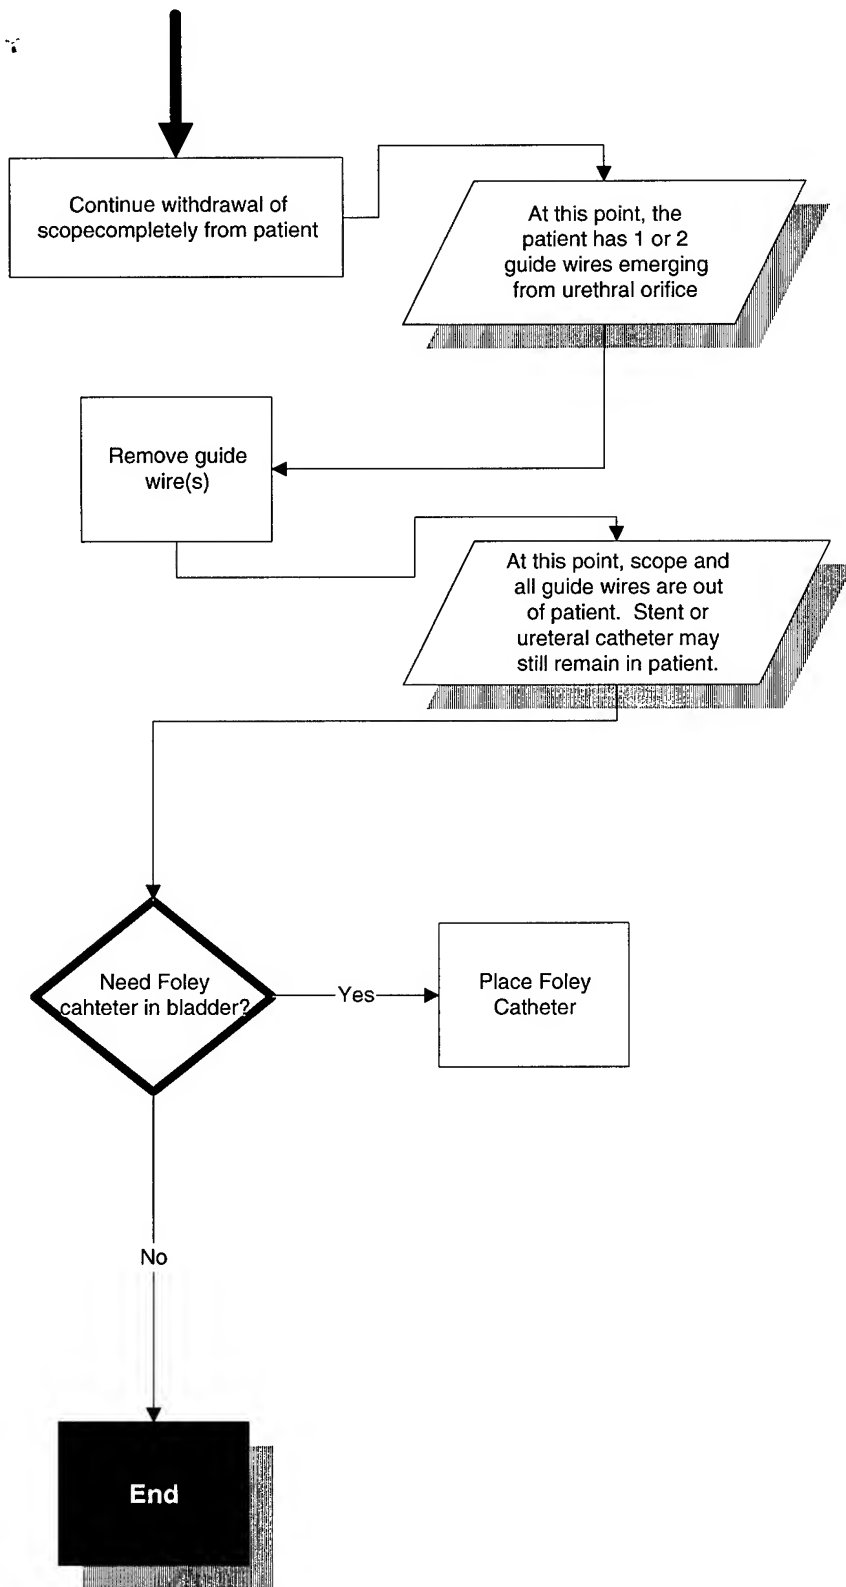 Continue withdrawal of
scopecompletely from patient
At this point, the
patient has 1 or 2
guide wires emerging
from urethral orifice
Remove guide
wire(s)
At this point, scope and
all guide wires are out
of patient. Stent or
ureteral catheter may
still remain in patient.
Need Foley
cahteter in bladder?
Yes
Place Foley
Catheter
No
End